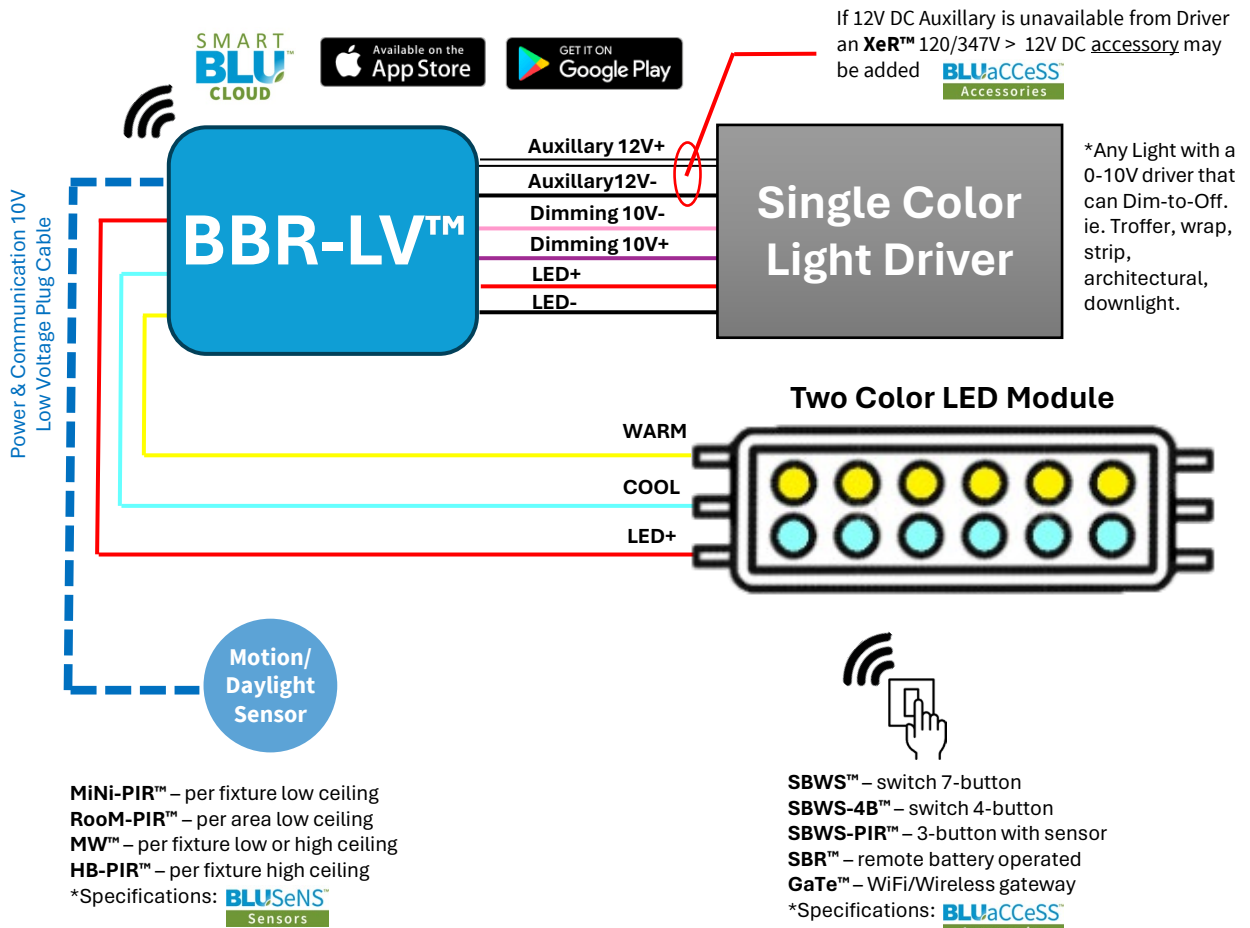 SMART
BLU™
CLOUD
Available on the
App Store
GET IT ON
Google Play
If 12V DC Auxillary is unavailable from Driver
an XeR™ 120/347V > 12V DC accessory may
be added BLUaCCeSS™
Accessories
BBR-LV™
Auxillary 12V+
Auxillary12V-
Dimming 10V-
Dimming 10V+
LED+
LED-
Single Color
Light Driver
*Any Light with a
0-10V driver that
can Dim-to-Off.
ie. Troffer, wrap,
strip,
architectural,
downlight.
Power & Communication 10V
Low Voltage Plug Cable
Two Color LED Module
WARM
COOL
LED+
Motion/
Daylight
Sensor
MiNi-PIR™ – per fixture low ceiling
RooM-PIR™ – per area low ceiling
MW™ – per fixture low or high ceiling
HB-PIR™ – per fixture high ceiling
*Specifications: BLUSeNS™
Sensors
SBWS™ – switch 7-button
SBWS-4B™ – switch 4-button
SBWS-PIR™ – 3-button with sensor
SBR™ – remote battery operated
GaTe™ – WiFi/Wireless gateway
*Specifications: BLUaCCeSS™